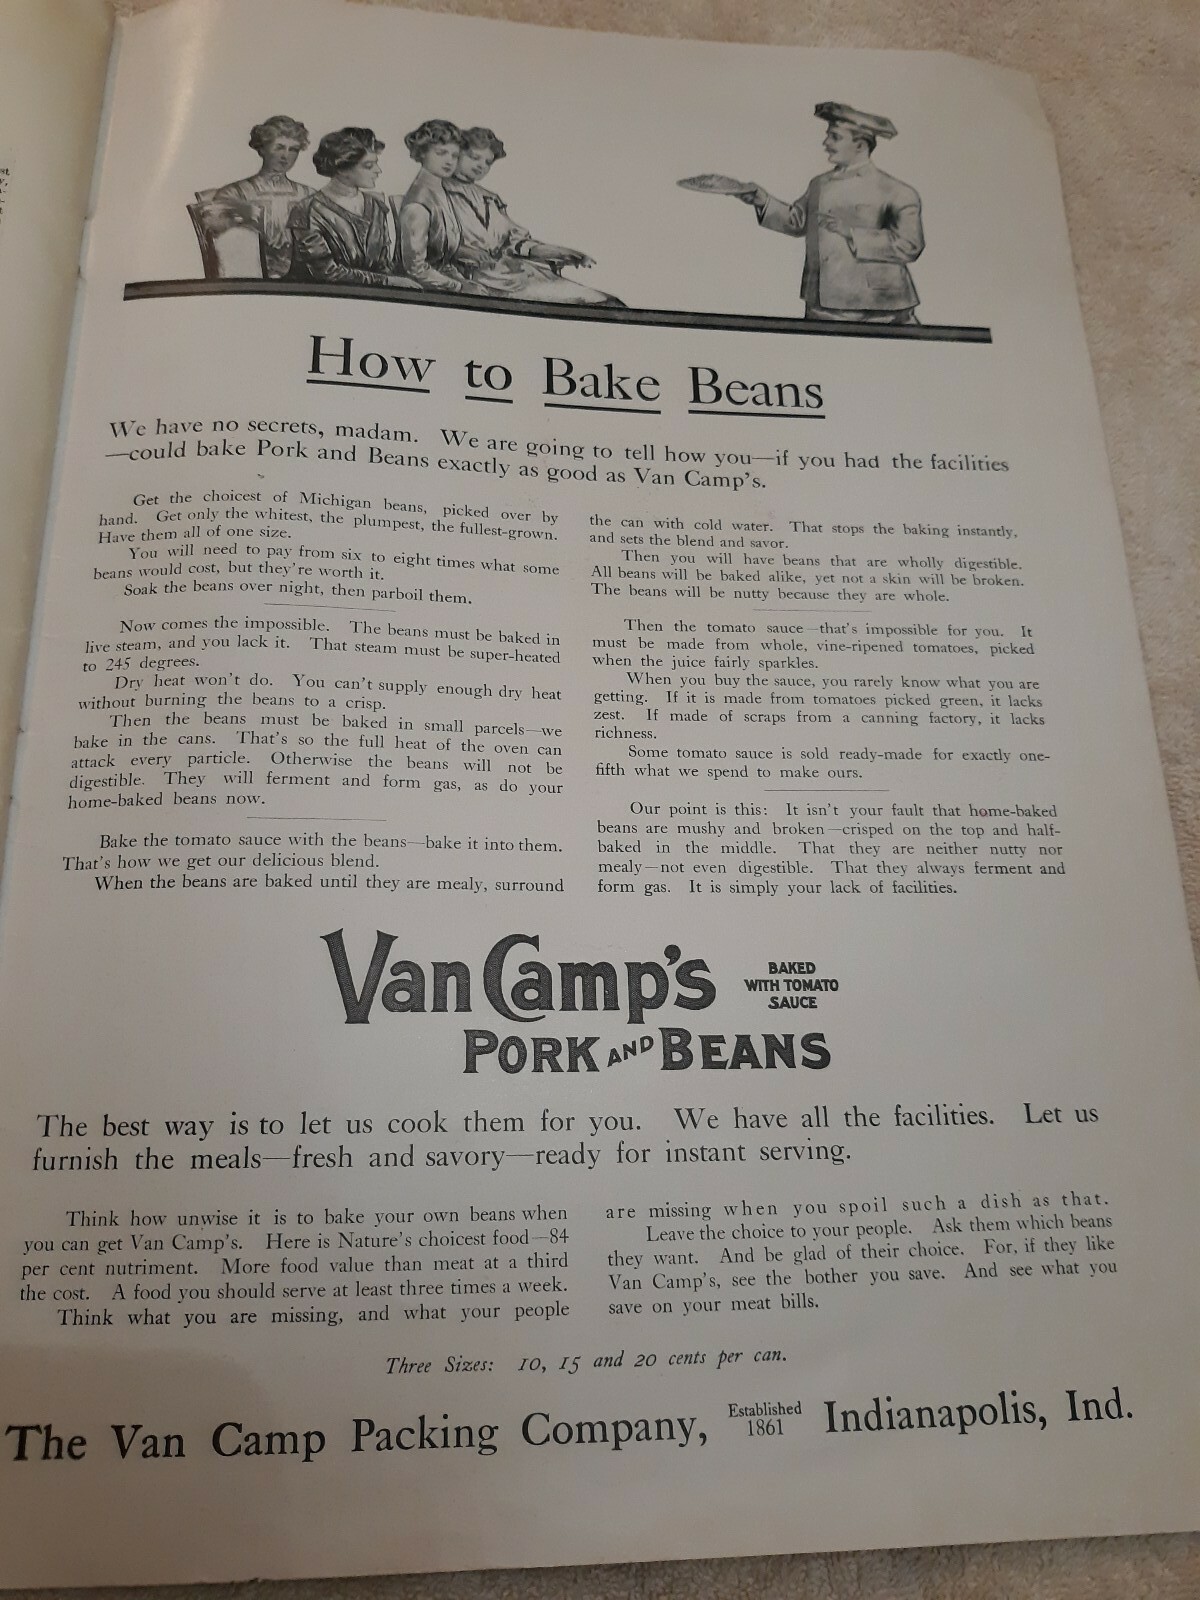 How to Bake Beans
We have no secrets, madam. We are going to tell how you—if you had the facilities
—could bake Pork and Beans exactly as good as Van Camp's.
Get the choicest of Michigan beans, picked over by
hand. Get only the whitest, the plumpest, the fullest-grown.
Have them all of one size.
You will need to pay from six to eight times what some
beans would cost, but they're worth it.
Soak the beans over night, then parboil them.
Now comes the impossible. The beans must be baked in
live steam, and you lack it. That steam must be super-heated
to 245 degrees.
Dry heat won't do. You can't supply enough dry heat
without burning the beans to a crisp.
Then the beans must be baked in small parcels—we
bake in the cans. That's so the full heat of the oven can
attack every particle. Otherwise the beans will not be
digestible. They will ferment and form gas, as do your
home-baked beans now.
Bake the tomato sauce with the beans—bake it into them.
That's how we get our delicious blend.
When the beans are baked until they are mealy, surround
the can with cold water. That stops the baking instantly,
and sets the blend and savor.
Then you will have beans that are wholly digestible.
All beans will be baked alike, yet not a skin will be broken.
The beans will be nutty because they are whole.
Then the tomato sauce—that's impossible for you. It
must be made from whole, vine-ripened tomatoes, picked
when the juice fairly sparkles.
When you buy the sauce, you rarely know what you are
getting. If it is made from tomatoes picked green, it lacks
zest. If made of scraps from a canning factory, it lacks
richness.
Some tomato sauce is sold ready-made for exactly one-
fifth what we spend to make ours.
Our point is this: It isn't your fault that home-baked
beans are mushy and broken—crisped on the top and half-
baked in the middle. That they are neither nutty nor
mealy—not even digestible. That they always ferment and
form gas. It is simply your lack of facilities.
Van Camp's
BAKED
WITH TOMATO
SAUCE
PORK AND BEANS
The best way is to let us cook them for you. We have all the facilities. Let us
furnish the meals—fresh and savory—ready for instant serving.
Think how unwise it is to bake your own beans when
you can get Van Camp's. Here is Nature's choicest food—84
per cent nutriment. More food value than meat at a third
the cost. A food you should serve at least three times a week.
Think what you are missing, and what your people
are missing when you spoil such a dish as that.
Leave the choice to your people. Ask them which beans
they want. And be glad of their choice. For, if they like
Van Camp's, see the bother you save. And see what you
save on your meat bills.
Three Sizes: 10, 15 and 20 cents per can.
The Van Camp Packing Company, Established 1861 Indianapolis, Ind.